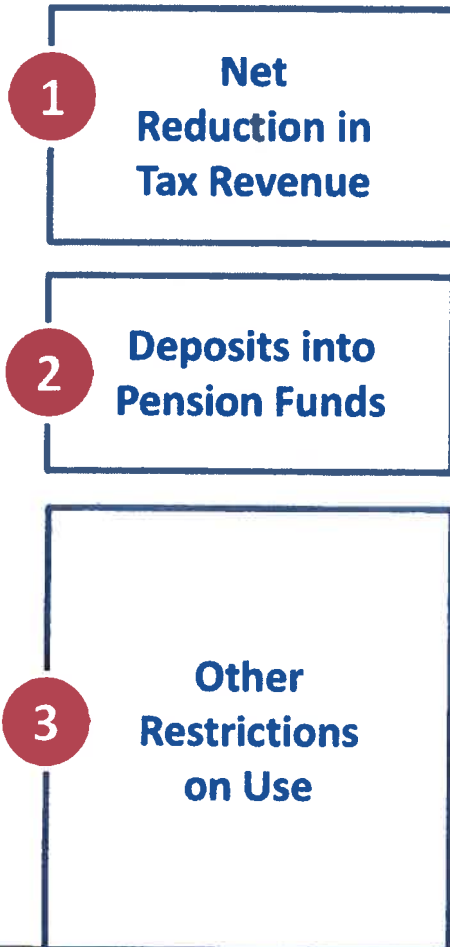 1
Net
Reduction in
Tax Revenue
2
Deposits into
Pension Funds
3
Other
Restrictions
on Use